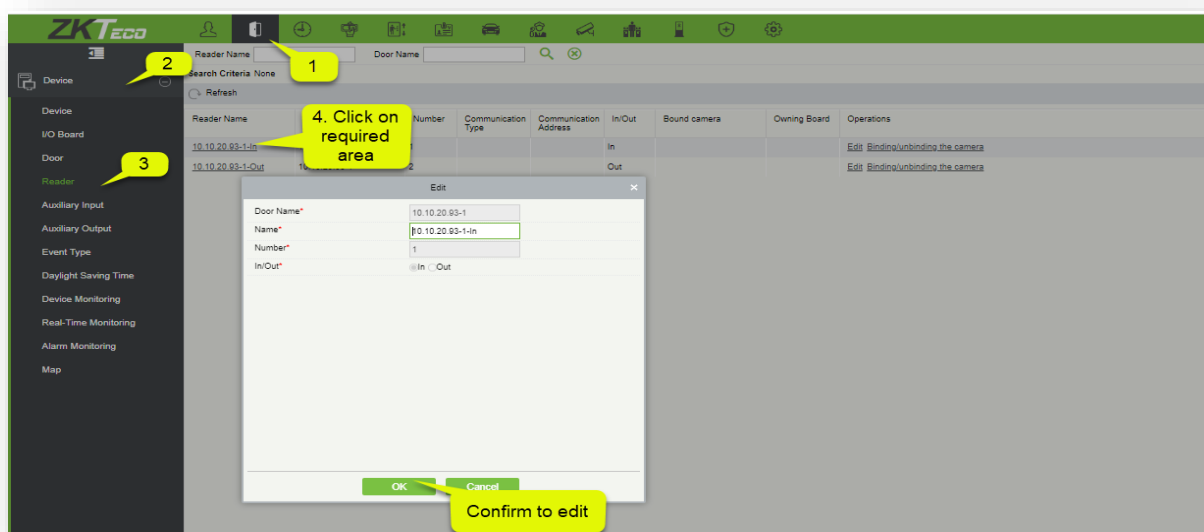 ZKTECO
Reader Name Door Name
1
2
Search Criteria None
Device
Refresh
Device
Reader Name Number Communication Type Communication Address In/Out Bound camera Owning Board Operations
4. Click on required area
I/O Board
10.10.20.93-1-In In Edit Binding/unbinding the camera
Door
10.10.20.93-1-Out 2 Out Edit Binding/unbinding the camera
3
Reader
Edit
Auxiliary Input
Door Name* 10.10.20.93-1
Auxiliary Output
Name* 10.10.20.93-1-In
Number* 1
Event Type
In/Out* In Out
Daylight Saving Time
Device Monitoring
Real-Time Monitoring
Alarm Monitoring
Map
OK Cancel
Confirm to edit